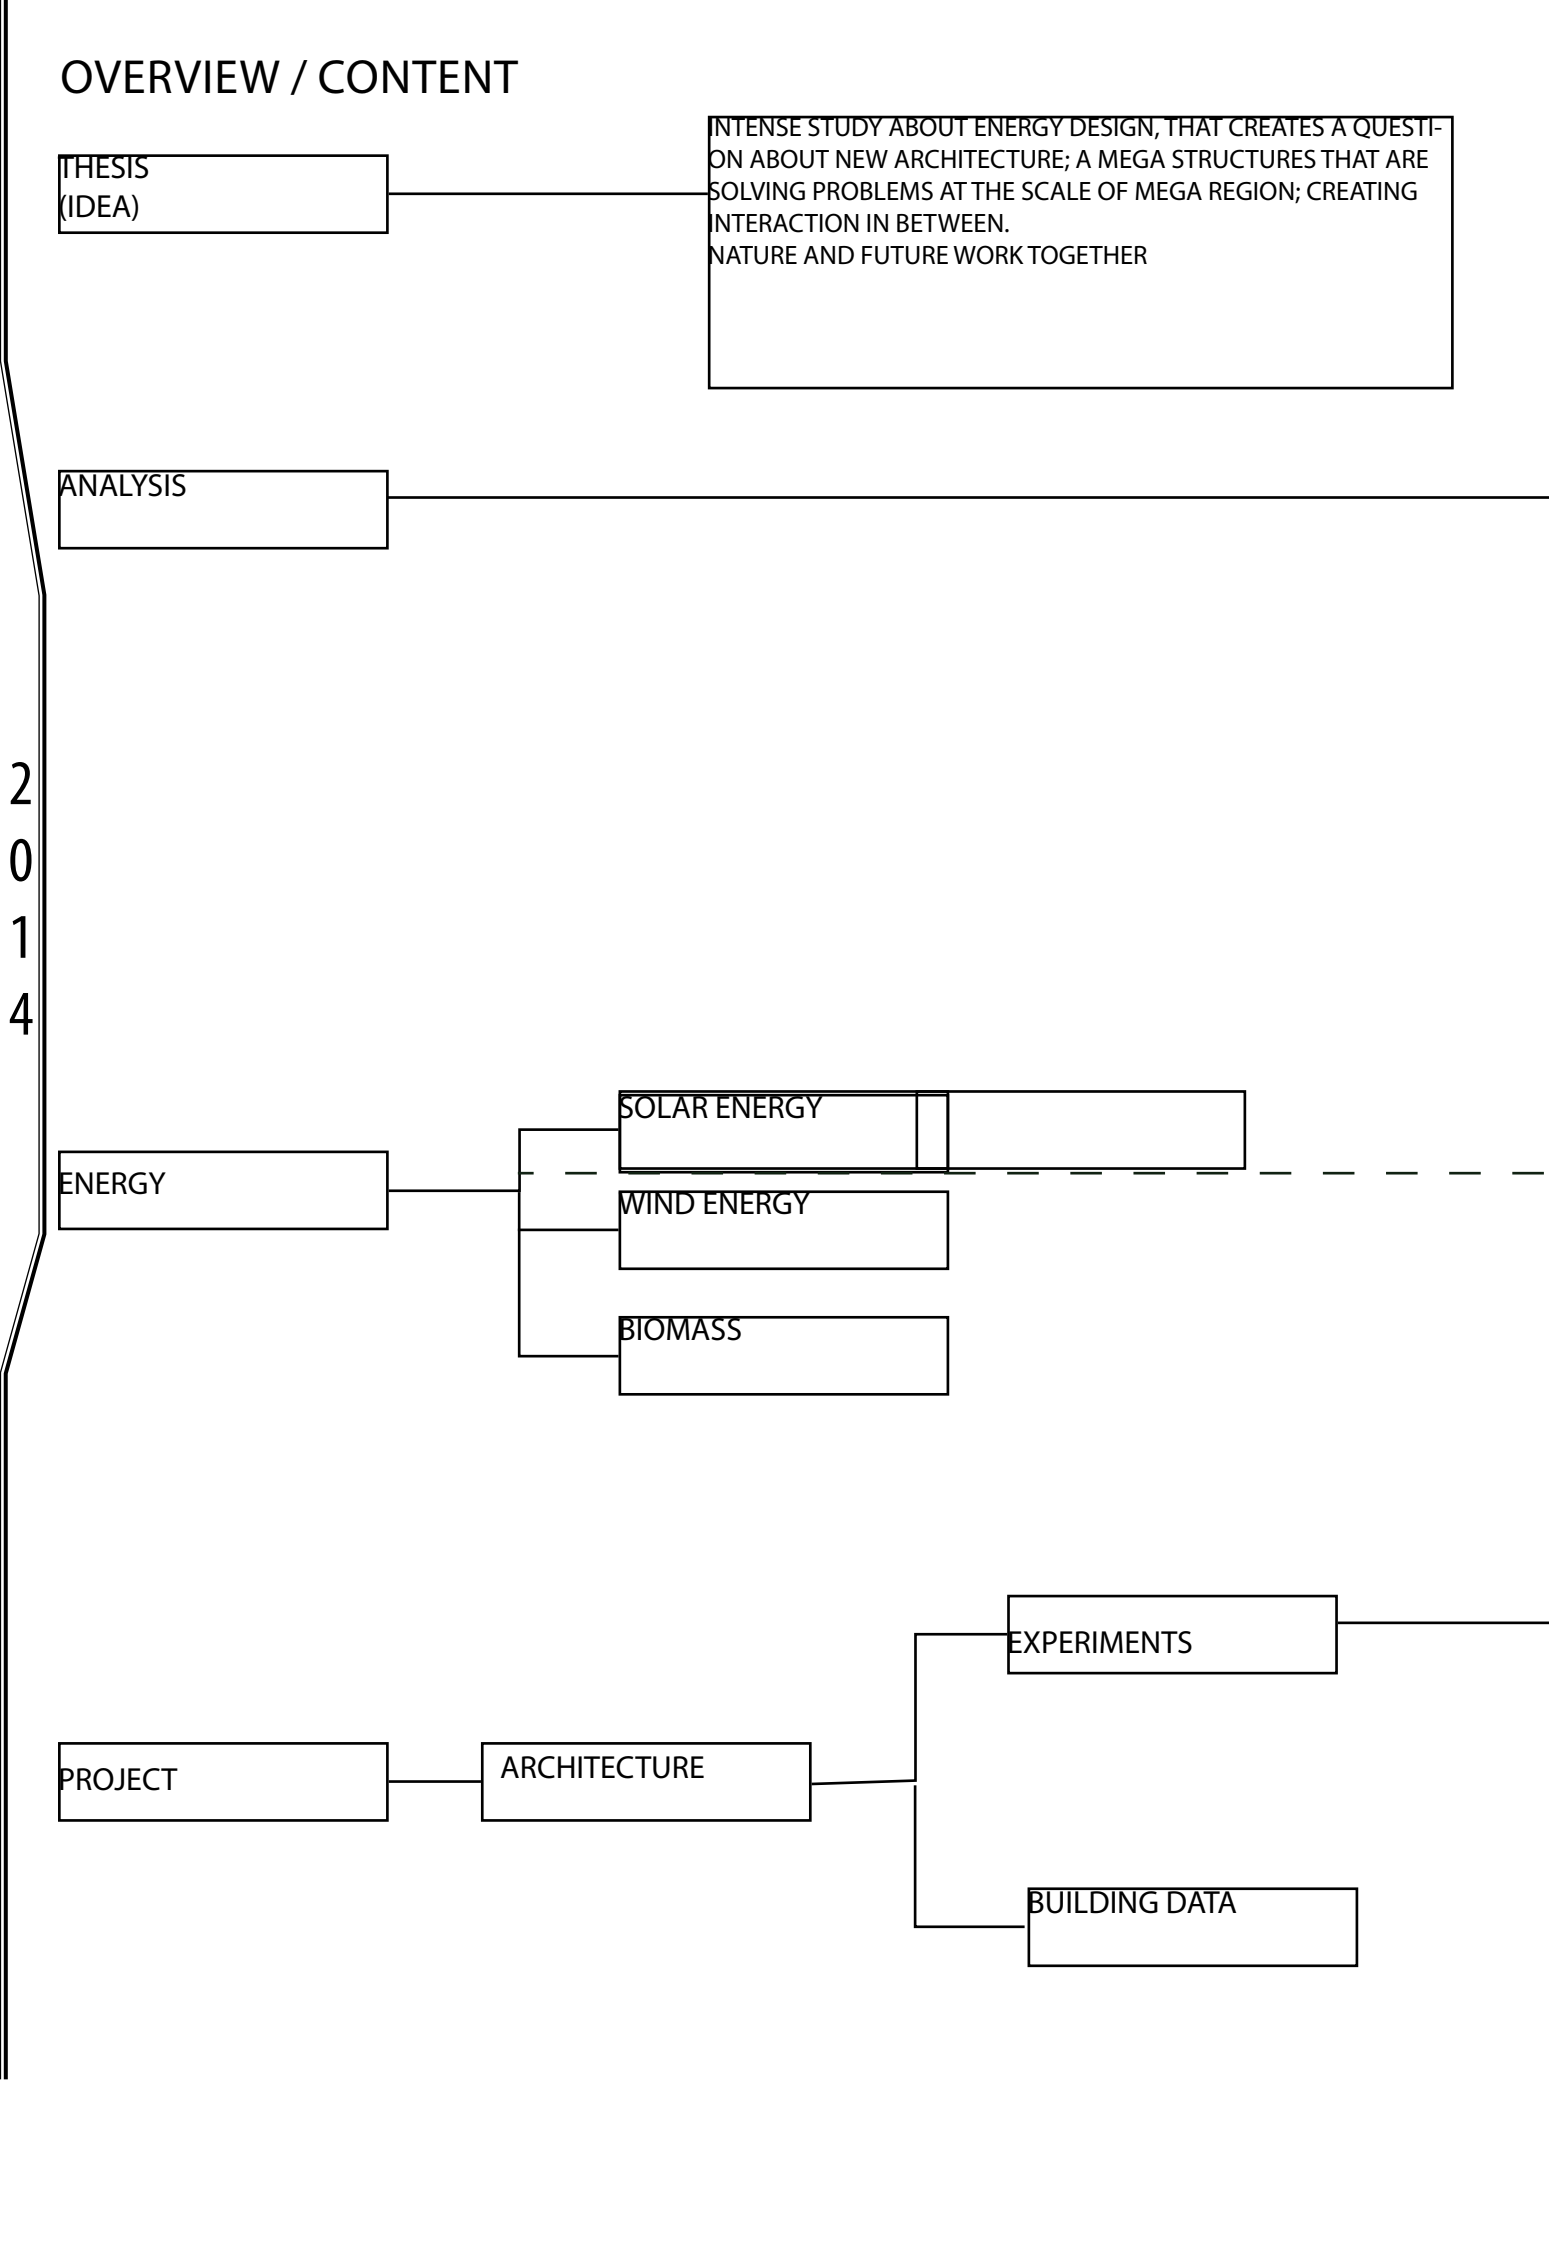 OVERVIEW / CONTENT
THESIS
(IDEA)
INTENSE STUDY ABOUT ENERGY DESIGN, THAT CREATES A QUESTI-
ON ABOUT NEW ARCHITECTURE; A MEGA STRUCTURES THAT ARE
SOLVING PROBLEMS AT THE SCALE OF MEGA REGION; CREATING
INTERACTION IN BETWEEN.
NATURE AND FUTURE WORK TOGETHER
ANALYSIS
2
0
1
4
ENERGY
SOLAR ENERGY
WIND ENERGY
BIOMASS
PROJECT
ARCHITECTURE
EXPERIMENTS
BUILDING DATA